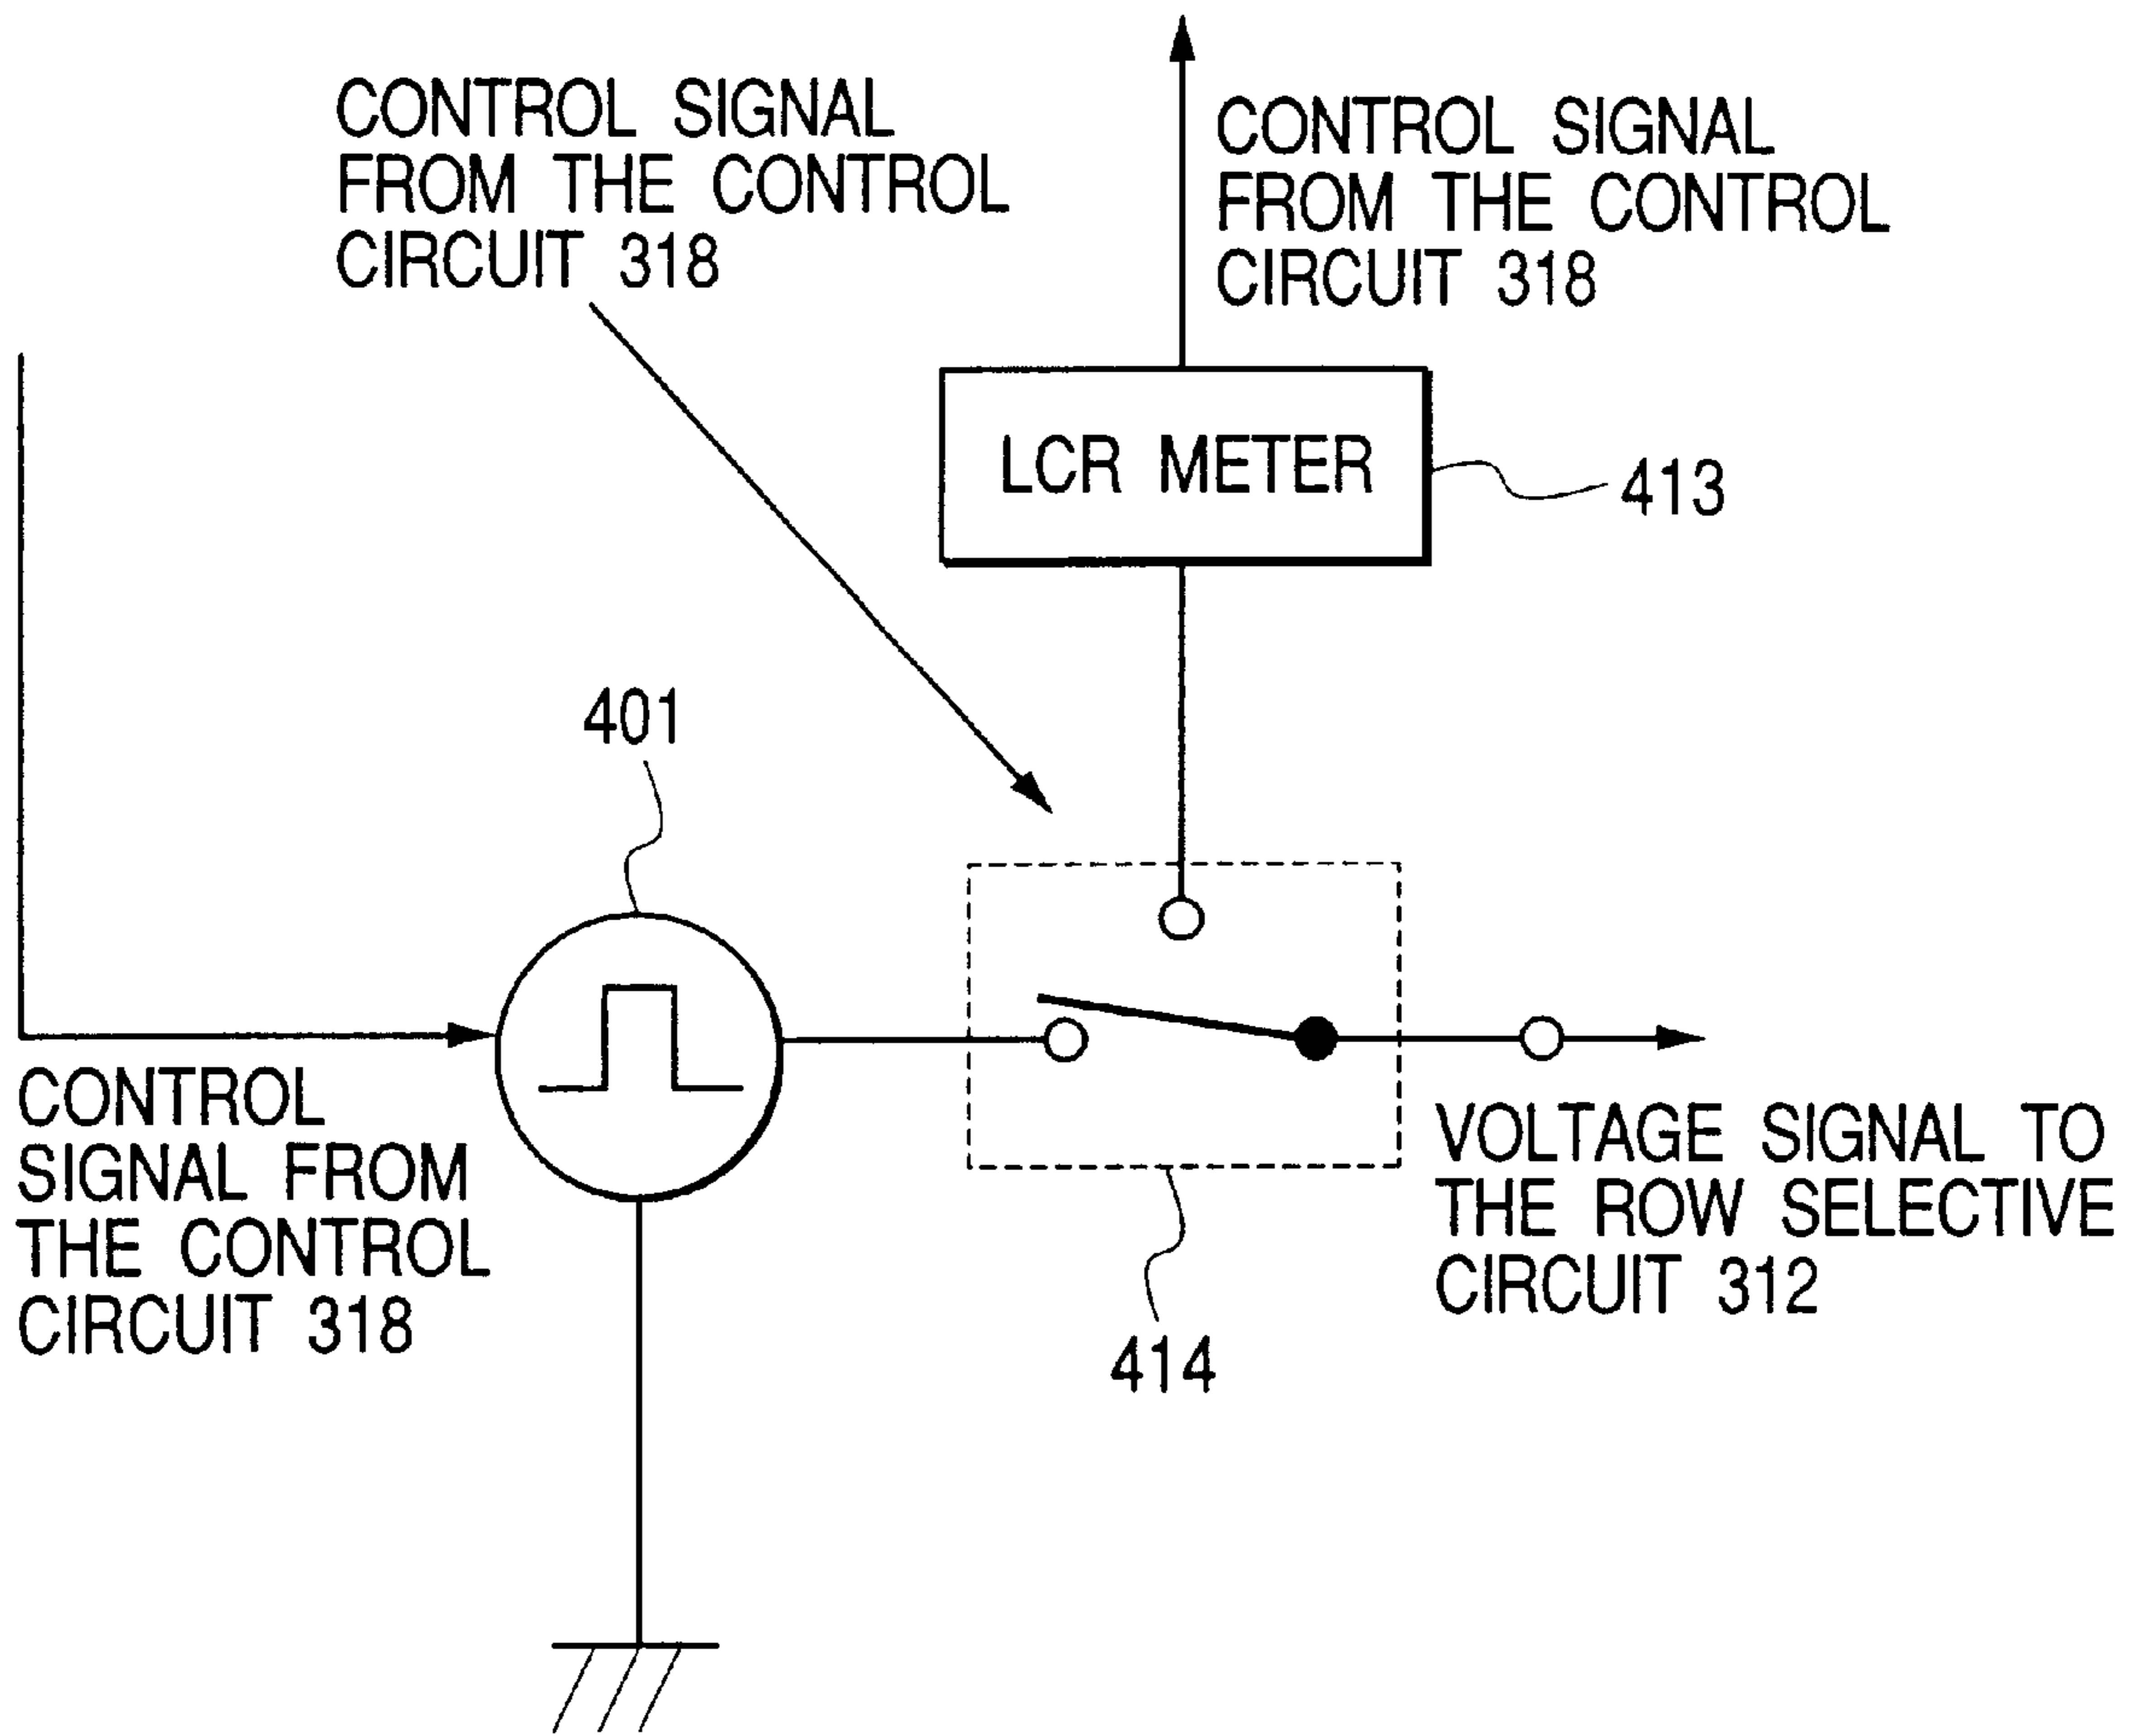 CONTROL SIGNAL
FROM THE CONTROL
CIRCUIT 318
CONTROL SIGNAL
FROM THE CONTROL
CIRCUIT 318
LCR METER
413
401
CONTROL
SIGNAL FROM
THE CONTROL
CIRCUIT 318
VOLTAGE SIGNAL TO
THE ROW SELECTIVE
CIRCUIT 312
414